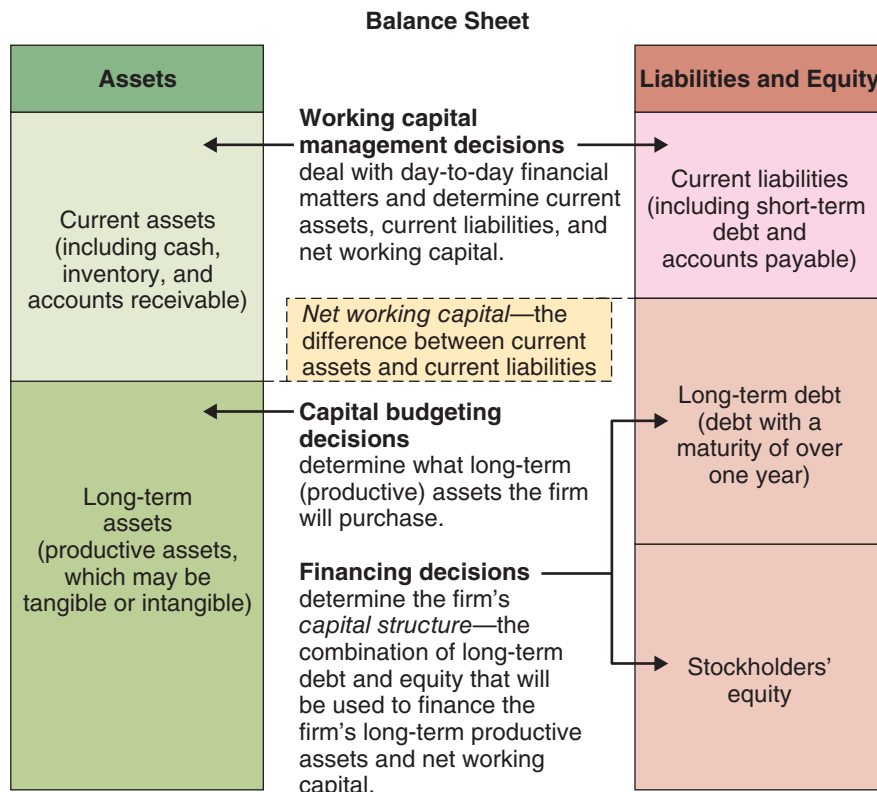 Balance Sheet
Assets
Current assets
(including cash,
inventory, and
accounts receivable)
Long-term
assets
(productive assets,
which may be
tangible or intangible)
Working capital
management decisions
deal with day-to-day financial
matters and determine current
assets, current liabilities, and
net working capital.
Net working capital—the
difference between current
assets and current liabilities
Capital budgeting
decisions
determine what long-term
(productive) assets the firm
will purchase.
Financing decisions
determine the firm's
capital structure—the
combination of long-term
debt and equity that will
be used to finance the
firm's long-term productive
assets and net working
capital.
Liabilities and Equity
Current liabilities
(including short-term
debt and
accounts payable)
Long-term debt
(debt with a
maturity of over
one year)
Stockholders'
equity